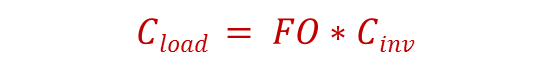 C_load = FO * C_inv